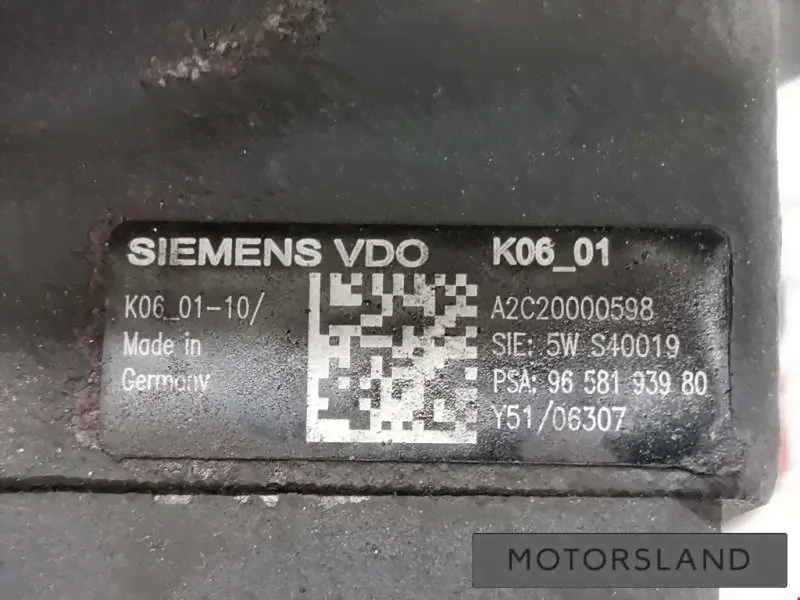 SIEMENS VDO
K06_01
K06_01-10/
Made in
Germany
A2C20000598
SIE: 5W S40019
PSA: 96 581 939 80
Y51/06307
MOTORSLAND